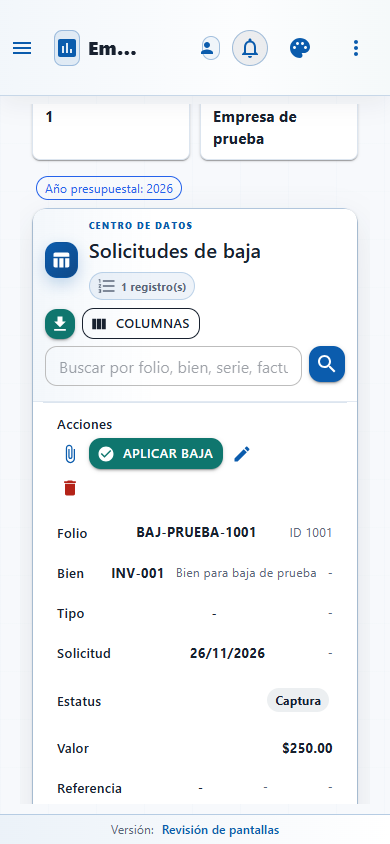 Em...
1
Empresa de
prueba
Año presupuestal: 2026
CENTRO DE DATOS
Solicitudes de baja
1 registro(s)
COLUMNAS
Buscar por folio, bien, serie, factu
Acciones
APLICAR BAJA
Folio BAJ-PRUEBA-1001 ID 1001
Bien INV-001 Bien para baja de prueba -
Tipo - -
Solicitud 26/11/2026 -
Estatus Captura
Valor $250.00
Referencia - - -
Versión: Revisión de pantallas